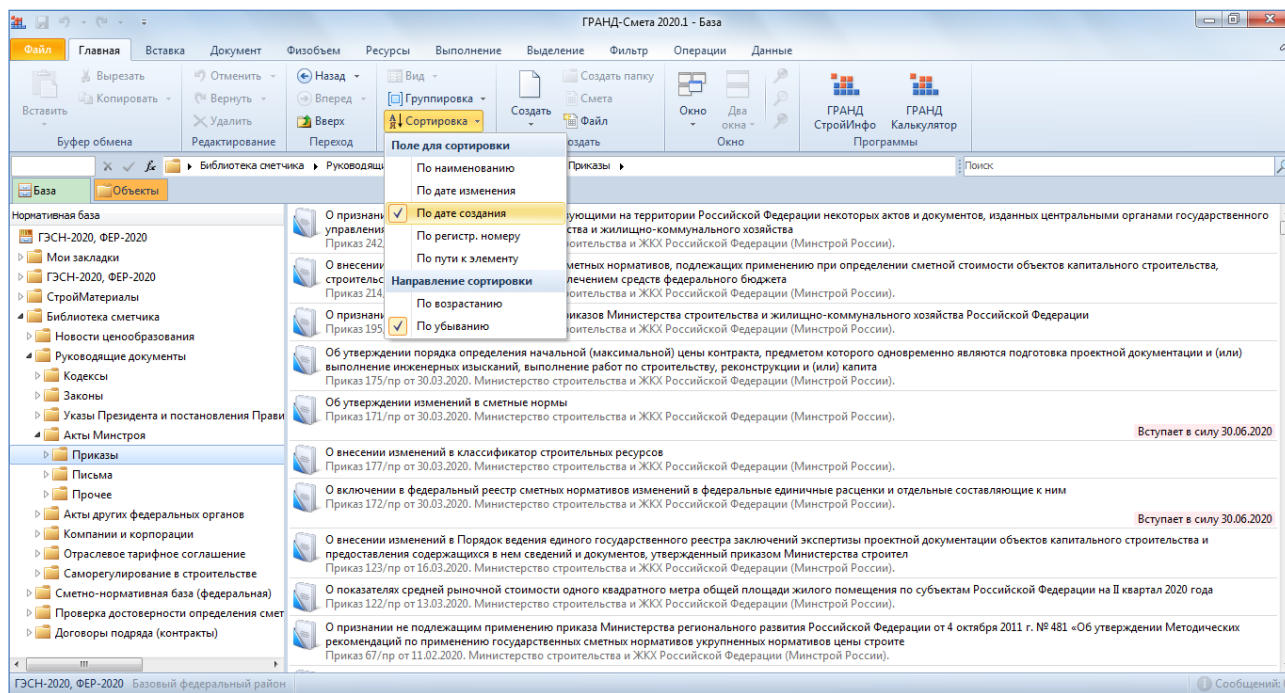 ГРАНД-Смета 2020.1 - База
Файл Главная Вставка Документ Физобъем Ресурсы Выполнение Выделение Фильтр Операции Данные
Вставить
Вырезать
Копировать
Буфер обмена
Отменить
Вернуть
Удалить
Редактирование
Назад
Вперед
Вверх
Переход
Вид
Группировка
Сортировка
Создать
Создать папку
Смета
Файл
оздать
Окно
Два окна
Окно
ГРАНД СтройИнфо
ГРАНД Калькулятор
Программы
Поле для сортировки
По наименованию
По дате изменения
По дате создания
По регистр. номеру
По пути к элементу
Направление сортировки
По возрастанию
По убыванию
fx Библиотека сметчика Руководящи Приказы Поиск
База Объекты
Нормативная база
ГЭСН-2020, ФЕР-2020
Мои закладки
ГЭСН-2020, ФЕР-2020
СтройМатериалы
Библиотека сметчика
Новости ценообразования
Руководящие документы
Кодексы
Законы
Указы Президента и постановления Прави
Акты Минстроя
Приказы
Письма
Прочее
Акты других федеральных органов
Компании и корпорации
Отраслевое тарифное соглашение
Саморегулирование в строительстве
Сметно-нормативная база (федеральная)
Проверка достоверности определения смет
Договоры подряда (контракты)
О признани вующими на территории Российской Федерации некоторых актов и документов, изданных центральными органами государственного
управления ства и жилищно-коммунального хозяйства
Приказ 242, роительства и ЖКХ Российской Федерации (Минстрой России).
О внесении метных нормативов, подлежащих применению при определении сметной стоимости объектов капитального строительства,
строительс лечением средств федерального бюджета
Приказ 214, роительства и ЖКХ Российской Федерации (Минстрой России).
О признани риказов Министерства строительства и жилищно-коммунального хозяйства Российской Федерации
Приказ 195, роительства и ЖКХ Российской Федерации (Минстрой России).
Об утверждении порядка определения начальной (максимальной) цены контракта, предметом которого одновременно являются подготовка проектной документации и (или)
выполнение инженерных изысканий, выполнение работ по строительству, реконструкции и (или) капита
Приказ 175/пр от 30.03.2020. Министерство строительства и ЖКХ Российской Федерации (Минстрой России).
Об утверждении изменений в сметные нормы
Приказ 171/пр от 30.03.2020. Министерство строительства и ЖКХ Российской Федерации (Минстрой России).
Вступает в силу 30.06.2020
О внесении изменений в классификатор строительных ресурсов
Приказ 177/пр от 30.03.2020. Министерство строительства и ЖКХ Российской Федерации (Минстрой России).
О включении в федеральный реестр сметных нормативов изменений в федеральные единичные расценки и отдельные составляющие к ним
Приказ 172/пр от 30.03.2020. Министерство строительства и ЖКХ Российской Федерации (Минстрой России).
Вступает в силу 30.06.2020
О внесении изменений в Порядок ведения единого государственного реестра заключений экспертизы проектной документации объектов капитального строительства и
предоставления содержащихся в нем сведений и документов, утвержденный приказом Министерства строител
Приказ 123/пр от 16.03.2020. Министерство строительства и ЖКХ Российской Федерации (Минстрой России).
О показателях средней рыночной стоимости одного квадратного метра общей площади жилого помещения по субъектам Российской Федерации на II квартал 2020 года
Приказ 122/пр от 13.03.2020. Министерство строительства и ЖКХ Российской Федерации (Минстрой России).
О признании не подлежащим применению приказа Министерства регионального развития Российской Федерации от 4 октября 2011 г. № 481 «Об утверждении Методических
рекомендаций по применению государственных сметных нормативов укрупненных нормативов цены строите
Приказ 67/пр от 11.02.2020. Министерство строительства и ЖКХ Российской Федерации (Минстрой России).
ГЭСН-2020, ФЕР-2020 Базовый федеральный район
Сообщений: